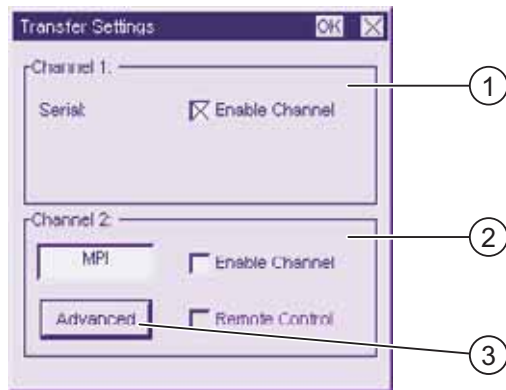 Transfer Settings OK
Channel 1:
Serial: Enable Channel
1
Channel 2:
MPI Enable Channel
2
Advanced Remote Control
3